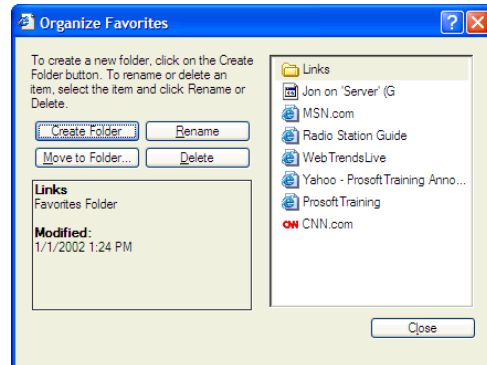 Organize Favorites
To create a new folder, click on the Create
Folder button. To rename or delete an
item, select the item and click Rename or
Delete.
Create Folder
Rename
Move to Folder...
Delete
Links
Favorites Folder
Modified:
1/1/2002 1:24 PM
Links
Jon on 'Server' (G
MSN.com
Radio Station Guide
WebTrendsLive
Yahoo - ProsoftTraining Anno...
ProsoftTraining
CNN CNN.com
Close